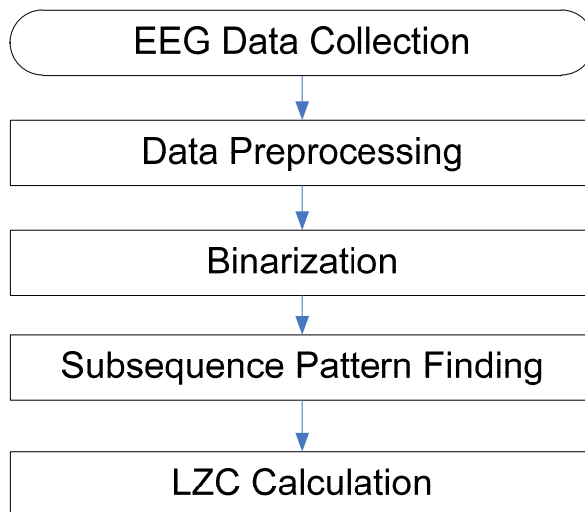 EEG Data Collection
Data Preprocessing
Binarization
Subsequence Pattern Finding
LZC Calculation